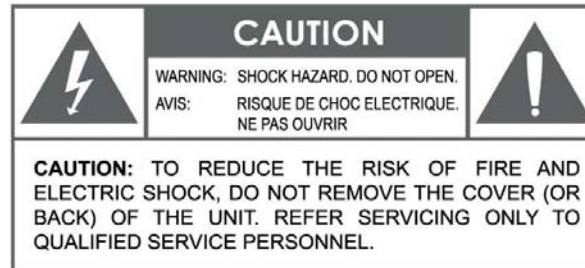 CAUTION
WARNING: SHOCK HAZARD. DO NOT OPEN.
AVIS: RISQUE DE CHOC ELECTRIQUE.
NE PAS OUVRIR
CAUTION: TO REDUCE THE RISK OF FIRE AND
ELECTRIC SHOCK, DO NOT REMOVE THE COVER (OR
BACK) OF THE UNIT. REFER SERVICING ONLY TO
QUALIFIED SERVICE PERSONNEL.